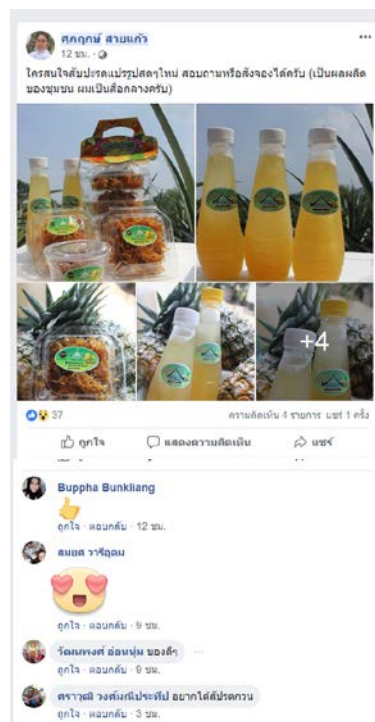 ศุภฤกษ์ สายแก้ว
12 ชม. ·
ใครสนใจสับปะรดแปรรูปสดๆใหม่ สอบถามหรือสั่งจองได้ครับ (เป็นผลผลิต
ของชุมชน ผมเป็นสื่อกลางครับ)
+4
37
ความคิดเห็น 4 รายการ แชร์ 1 ครั้ง
ถูกใจ แสดงความคิดเห็น แชร์
Buppha Bunkliang
ถูกใจ · ตอบกลับ · 12 ชม.
สมยศ วารีอุดม
ถูกใจ · ตอบกลับ · 9 ชม.
วัฒนพงศ์ อ่อนนุ่ม ของดีๆ
ถูกใจ · ตอบกลับ · 9 ชม.
ศราวุฒิ วงศ์มณีประทีป อยากได้สัปรดกวน
ถูกใจ · ตอบกลับ · 3 ชม.